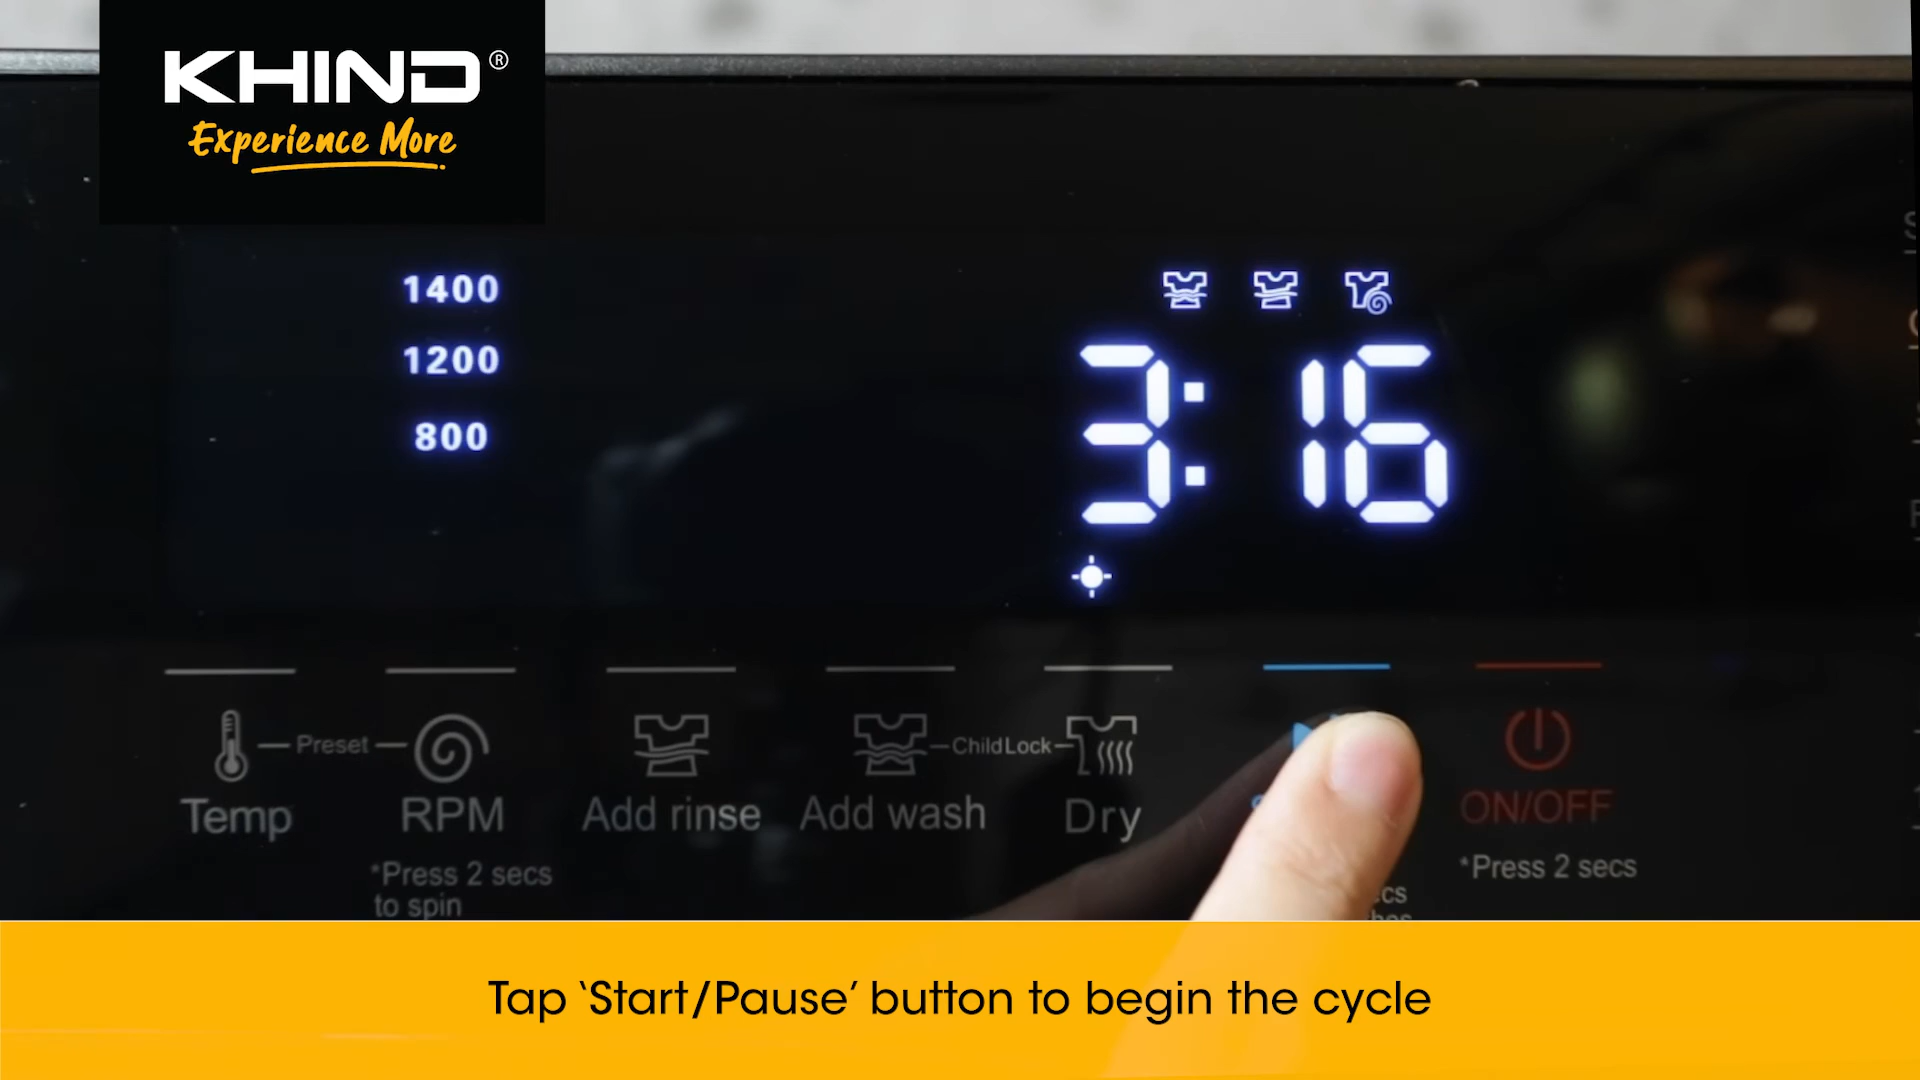 KHIND®
Experience More
1400
1200
800
3:16
Preset
ChildLock
Temp
RPM
Add rinse
Add wash
Dry
ON/OFF
*Press 2 secs
to spin
*Press 2 secs
Tap ‘Start/Pause’ button to begin the cycle